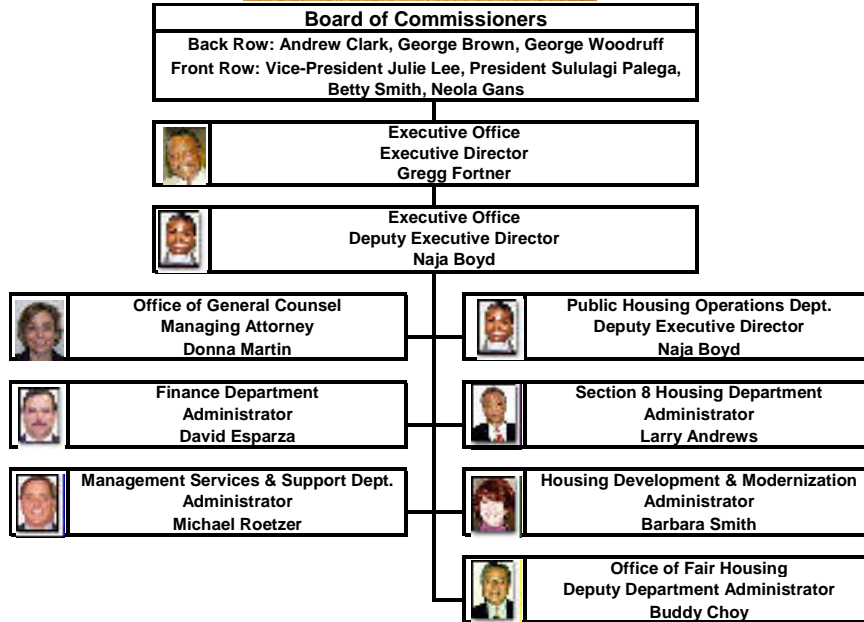 Board of Commissioners
Back Row: Andrew Clark, George Brown, George Woodruff
Front Row: Vice-President Julie Lee, President Sululagi Palega,
Betty Smith, Neola Gans
Executive Office
Executive Director
Gregg Fortner
Executive Office
Deputy Executive Director
Naja Boyd
Office of General Counsel
Managing Attorney
Donna Martin
Public Housing Operations Dept.
Deputy Executive Director
Naja Boyd
Finance Department
Administrator
David Esparza
Section 8 Housing Department
Administrator
Larry Andrews
Management Services & Support Dept.
Administrator
Michael Roetzer
Housing Development & Modernization
Administrator
Barbara Smith
Office of Fair Housing
Deputy Department Administrator
Buddy Choy